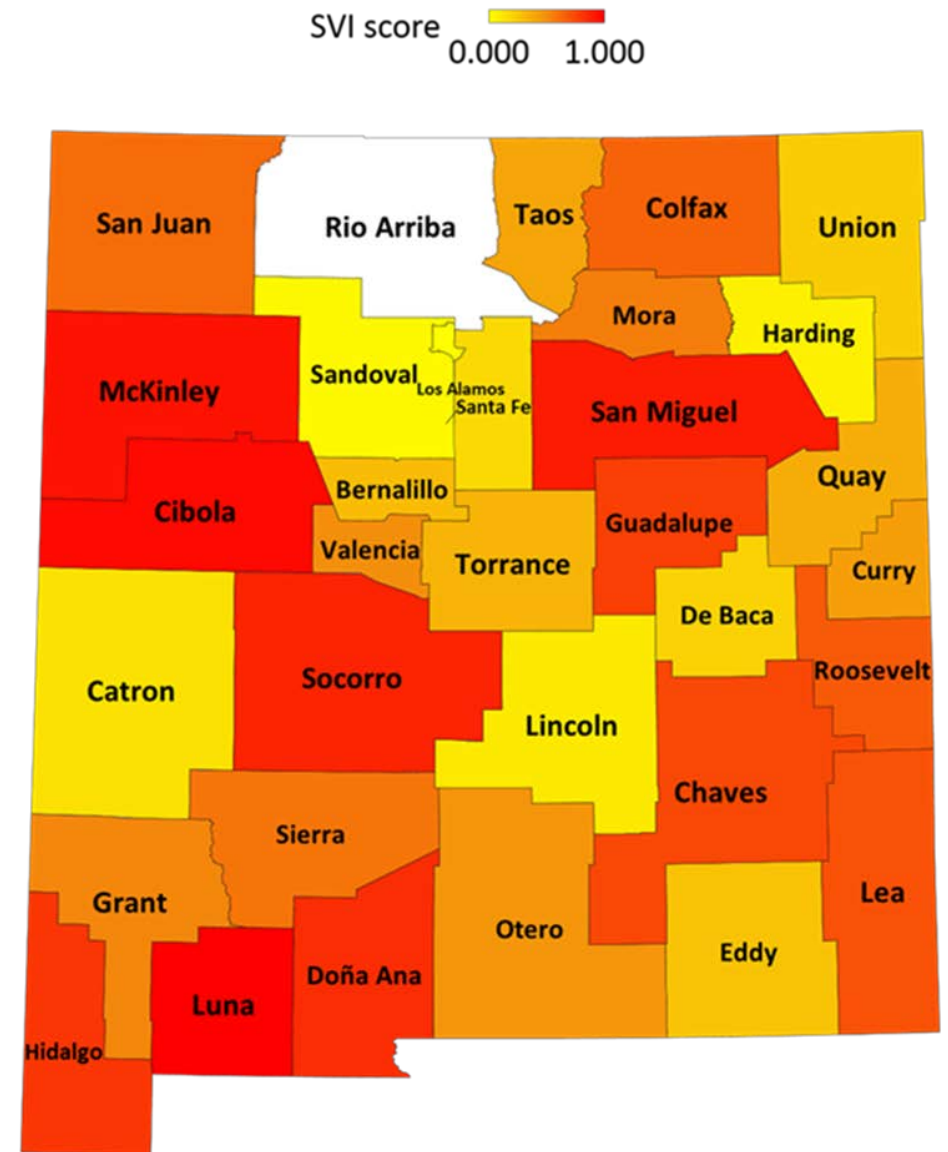 SVI score
0.000 1.000
San Juan
Rio Arriba
Taos
Colfax
Union
Mora
Harding
McKinley
Sandoval
Los Alamos
Santa Fe
San Miguel
Bernalillo
Quay
Cibola
Guadalupe
Valencia
Torrance
Curry
De Baca
Catron
Socorro
Lincoln
Roosevelt
Chaves
Sierra
Grant
Otero
Lea
Eddy
Doña Ana
Luna
Hidalgo